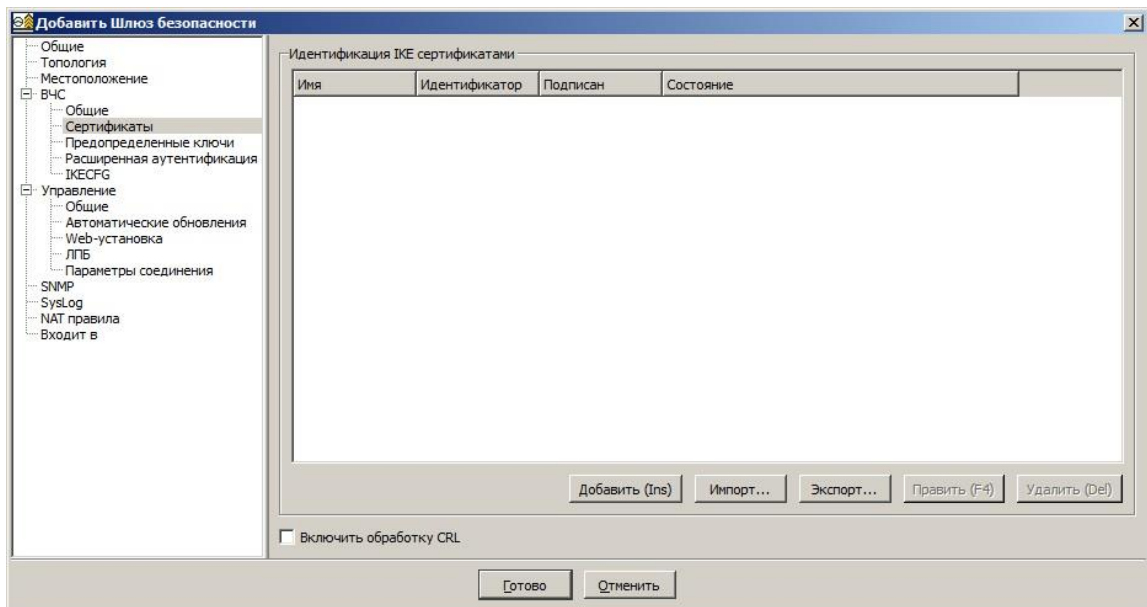 Добавить Шлюз безопасности
Общие
Топология
Местоположение
ВЧС
Общие
Сертификаты
Предопределенные ключи
Расширенная аутентификация
IKECFG
Управление
Общие
Автоматические обновления
Web-установка
ЛПБ
Параметры соединения
SNMP
SysLog
NAT правила
Входит в
Идентификация IKE сертификатами
Имя Идентификатор Подписан Состояние
Добавить (Ins) Импорт... Экспорт... Править (F4) Удалить (Del)
Включить обработку CRL
Готово Отменить